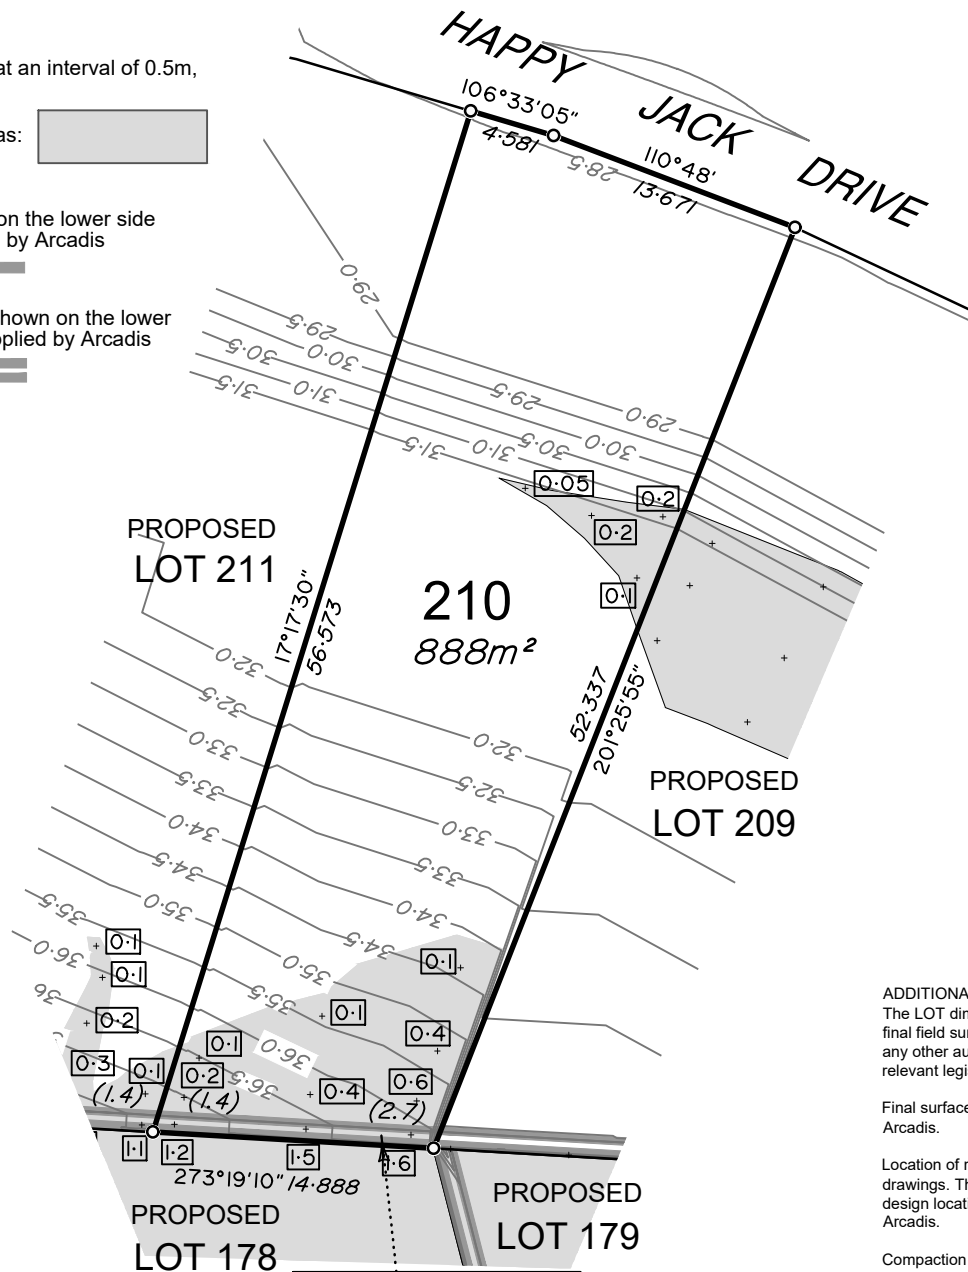 at an interval of 0.5m,
as:
on the lower side
by Arcadis
hown on the lower
plied by Arcadis
HAPPY JACK DRIVE
106°33'05"
4·581
28·5
110°48'
13·671
29·0
29·5
30·0
30·5
31·0
31·5
29·5
29·0
30·0
30·5
31·0
31·5
0·05
0·2
0·2
0·1
PROPOSED
LOT 211
17°17'30"
56·573
210
888m²
52·337
201°25'55"
PROPOSED
LOT 209
32·0
32·5
33·0
33·5
34·0
34·5
35·0
35·5
36·0
36
32·0
32·5
33·0
33·5
34·0
34·5
35·0
35·5
36·0
36·5
0·1
0·1
0·2
0·3
0·1
0·2
0·1
0·1
0·1
0·4
0·4
0·6
(1.4)
(1.4)
(2.7)
1·1
1·2
1·5
1·6
273°19'10"
14·888
PROPOSED
LOT 178
PROPOSED
LOT 179
ADDITIONA
The LOT din
final field sur
any other au
relevant legis
Final surface
Arcadis.
Location of r
drawings. Th
design locati
Arcadis.
Compaction